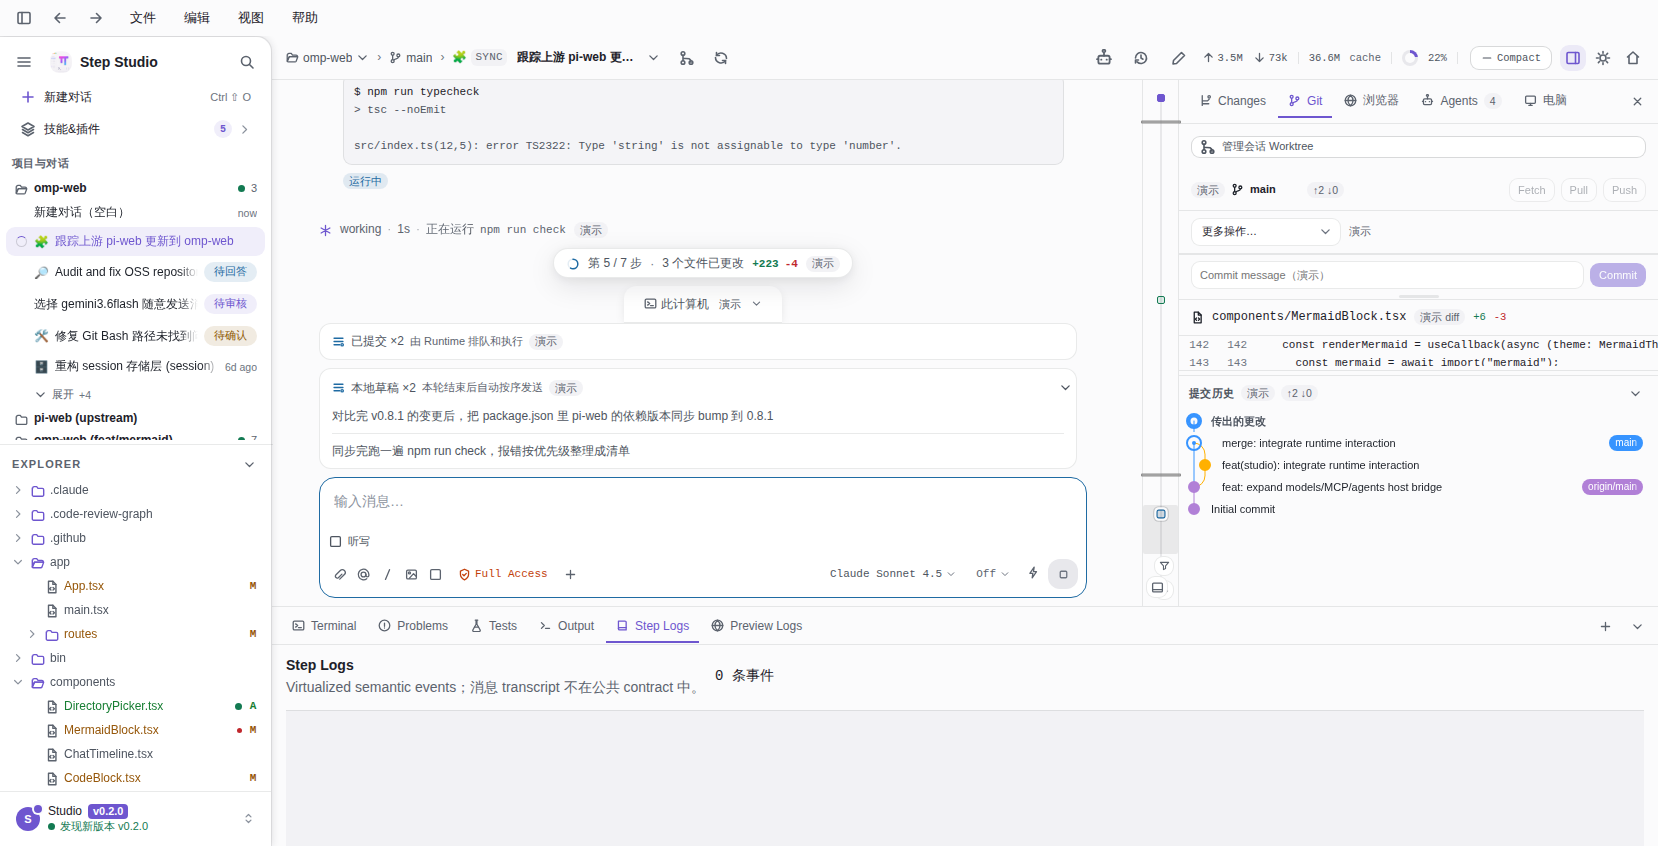 文件 编辑 视图 帮助
Step Studio
新建对话 Ctrl ⇧ O
技能&插件 5
项目与对话
omp-web 3
新建对话（空白） now
跟踪上游 pi-web 更新到 omp-web
Audit and fix OSS reposito 待回答
选择 gemini3.6flash 随意发送 待审核
修复 Git Bash 路径未找到 待确认
重构 session 存储层 (session) 6d ago
展开 +4
pi-web (upstream)
omp-web (feat/mermaid) 7
EXPLORER
.claude
.code-review-graph
.github
app
App.tsx M
main.tsx
routes M
bin
components
DirectoryPicker.tsx A
MermaidBlock.tsx M
ChatTimeline.tsx
CodeBlock.tsx M
S Studio v0.2.0
发现新版本 v0.2.0
omp-web › main › SYNC 跟踪上游 pi-web 更…
3.5M 73k 36.6M cache 22% Compact
$ npm run typecheck
> tsc --noEmit
src/index.ts(12,5): error TS2322: Type 'string' is not assignable to type 'number'.
运行中
working · 1s · 正在运行 npm run check 演示
第 5 / 7 步 · 3 个文件已更改 +223 -4 演示
此计算机 演示
已提交 ×2 由 Runtime 排队和执行 演示
本地草稿 ×2 本轮结束后自动按序发送 演示
对比完 v0.8.1 的变更后，把 package.json 里 pi-web 的依赖版本同步 bump 到 0.8.1
同步完跑一遍 npm run check，报错按优先级整理成清单
输入消息…
听写
Full Access
Claude Sonnet 4.5 Off
Changes Git 浏览器 Agents 4 电脑
管理会话 Worktree
演示 main ↑2 ↓0 Fetch Pull Push
更多操作… 演示
Commit message（演示） Commit
components/MermaidBlock.tsx 演示 diff +6 -3
142 142 const renderMermaid = useCallback(async (theme: MermaidTh
143 143 const mermaid = await import("mermaid");
提交历史 演示 ↑2 ↓0
传出的更改
merge: integrate runtime interaction main
feat(studio): integrate runtime interaction
feat: expand models/MCP/agents host bridge origin/main
Initial commit
Terminal Problems Tests Output Step Logs Preview Logs
Step Logs
Virtualized semantic events；消息 transcript 不在公共 contract 中。
0 条事件